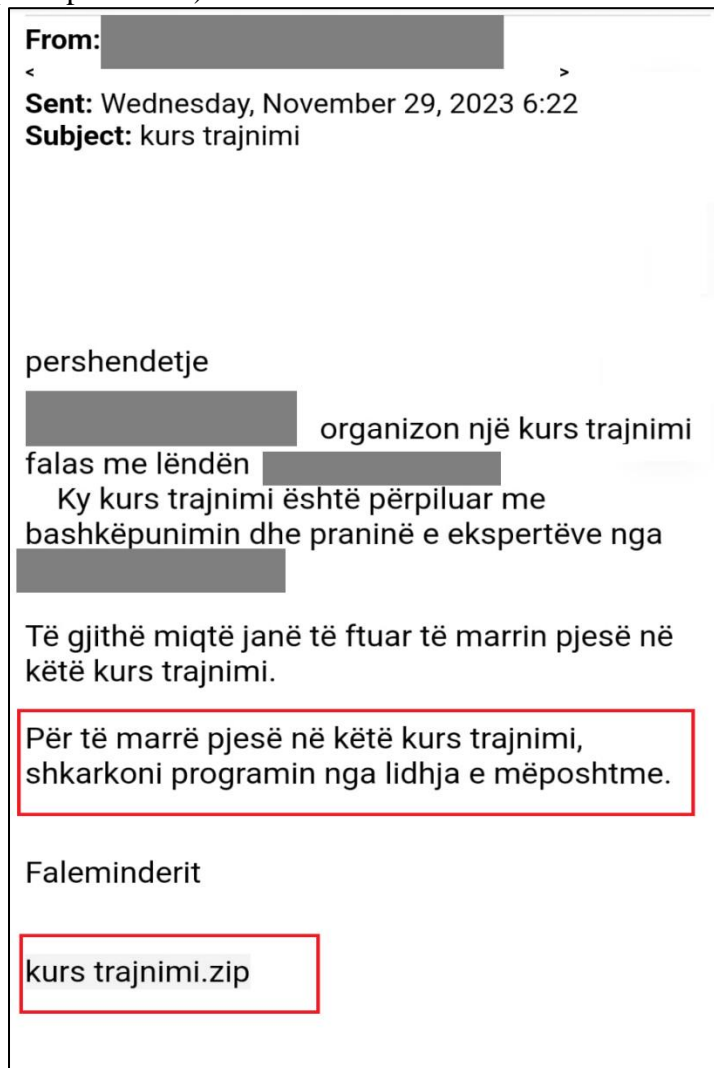 From:
< >
Sent: Wednesday, November 29, 2023 6:22
Subject: kurs trajnimi
pershendetje
organizon një kurs trajnimi
falas me lëndën
Ky kurs trajnimi është përpiluar me
bashkëpunimin dhe praninë e ekspertëve nga
Të gjithë miqtë janë të ftuar të marrin pjesë në
këtë kurs trajnimi.
Për të marrë pjesë në këtë kurs trajnimi,
shkarkoni programin nga lidhja e mëposhtme.
Faleminderit
kurs trajnimi.zip